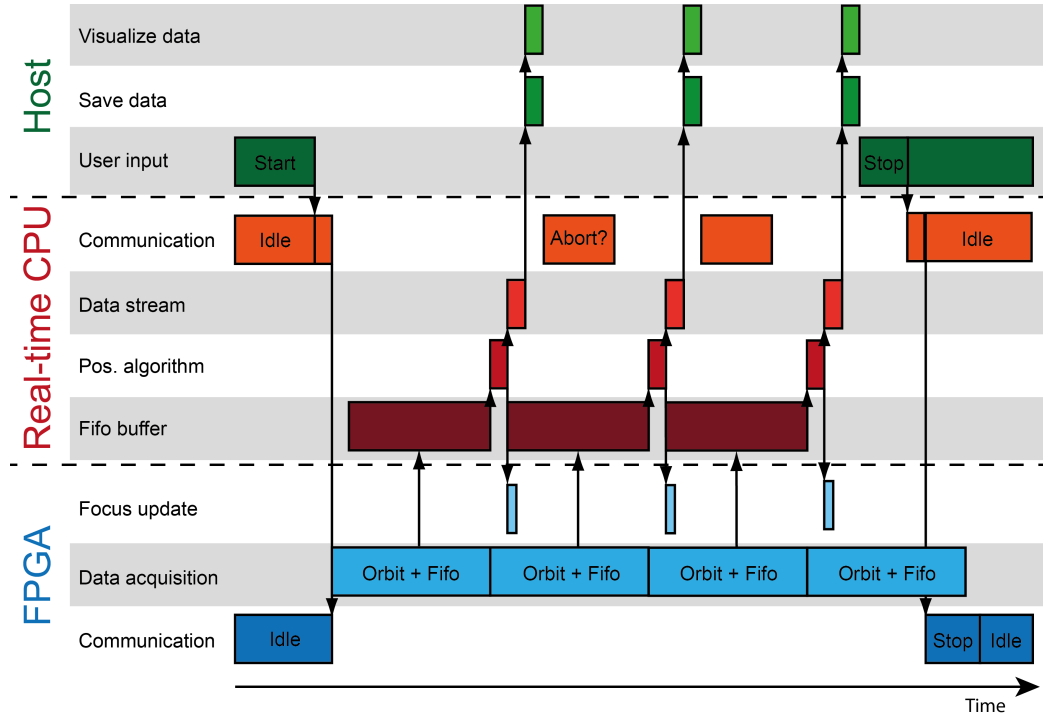 Host
Visualize data
Save data
User input
Start
Stop
Real-time CPU
Communication
Idle
Abort?
Idle
Data stream
Pos. algorithm
Fifo buffer
FPGA
Focus update
Data acquisition
Orbit + Fifo
Orbit + Fifo
Orbit + Fifo
Orbit + Fifo
Communication
Idle
Stop
Idle
Time